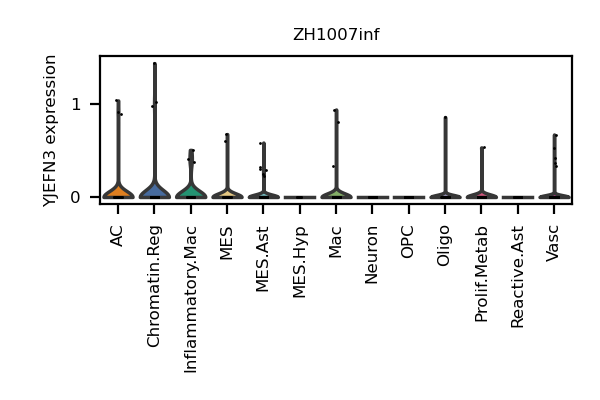 ZH1007inf
YJEFN3 expression
1
0
AC
Chromatin.Reg
Inflammatory.Mac
MES
MES.Ast
MES.Hyp
Mac
Neuron
OPC
Oligo
Prolif.Metab
Reactive.Ast
Vasc